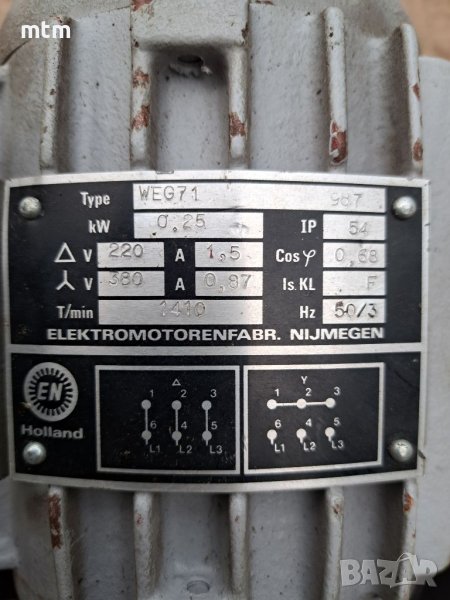 mtm
Type WEG71 987
kW 0,25 IP 54
Δ V 220 A 1,5 Cos φ 0,68
⅄ V 380 A 0,87 Is.KL F
T/min 1410 Hz 50/3
ELEKTROMOTORENFABR. NIJMEGEN
EN
Holland
Δ
1 2 3
6 4 5
L1 L2 L3
Y
1 2 3
6 4 5
L1 L2 L3
BAZAR